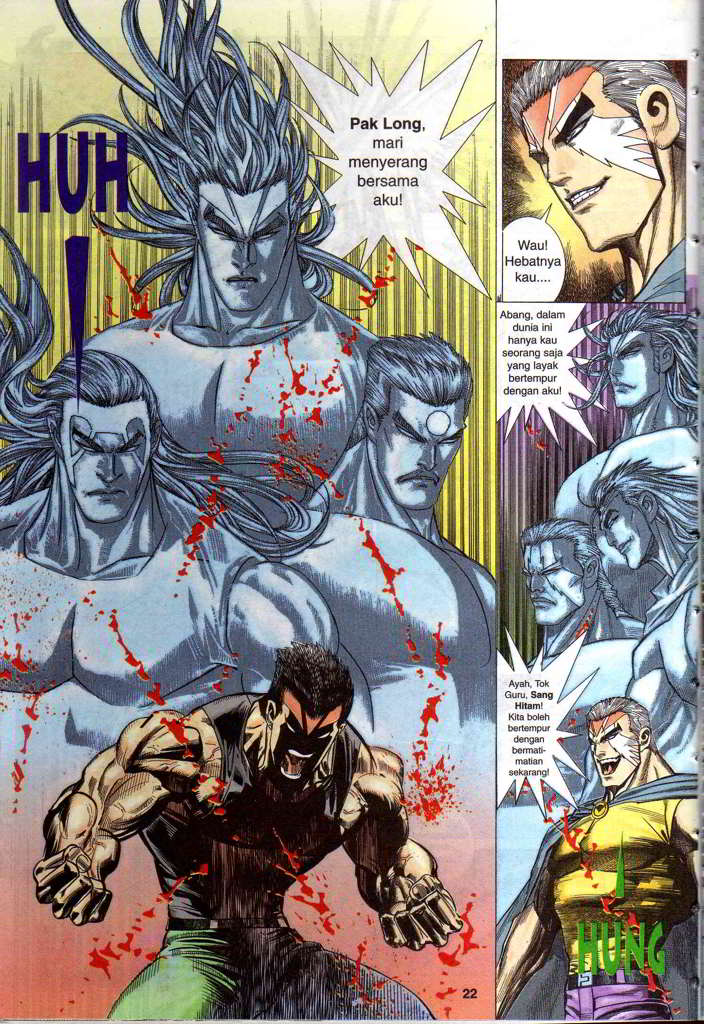 HUH
!
Pak Long,
mari
menyerang
bersama
aku!
Wau!
Hebatnya
kau....
Abang, dalam
dunia ini
hanya kau
seorang saja
yang layak
bertempur
dengan aku!
Ayah, Tok
Guru, Sang
Hitam!
Kita boleh
bertempur
dengan
bermati-
matian
sekarang!
!
HUNG
22